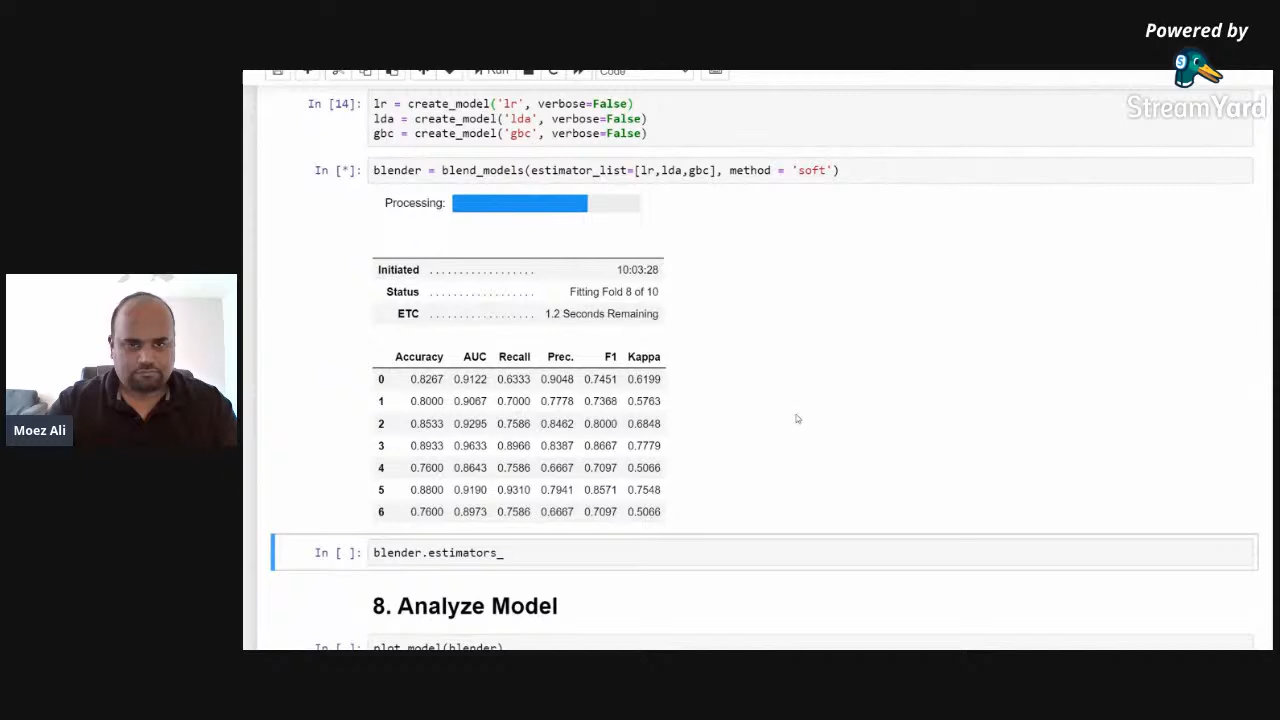 Powered by
StreamYard
Run
Code
In [14]: lr = create_model('lr', verbose=False)
lda = create_model('lda', verbose=False)
gbc = create_model('gbc', verbose=False)
In [*]: blender = blend_models(estimator_list=[lr,lda,gbc], method = 'soft')
Processing:
Initiated .................. 10:03:28
Status .................. Fitting Fold 8 of 10
ETC .................. 1.2 Seconds Remaining
Accuracy AUC Recall Prec. F1 Kappa
0 0.8267 0.9122 0.6333 0.9048 0.7451 0.6199
1 0.8000 0.9067 0.7000 0.7778 0.7368 0.5763
2 0.8533 0.9295 0.7586 0.8462 0.8000 0.6848
3 0.8933 0.9633 0.8966 0.8387 0.8667 0.7779
4 0.7600 0.8643 0.7586 0.6667 0.7097 0.5066
5 0.8800 0.9190 0.9310 0.7941 0.8571 0.7548
6 0.7600 0.8973 0.7586 0.6667 0.7097 0.5066
Moez Ali
In [ ]: blender.estimators_
8. Analyze Model
In [ ]: plot_model(blender)